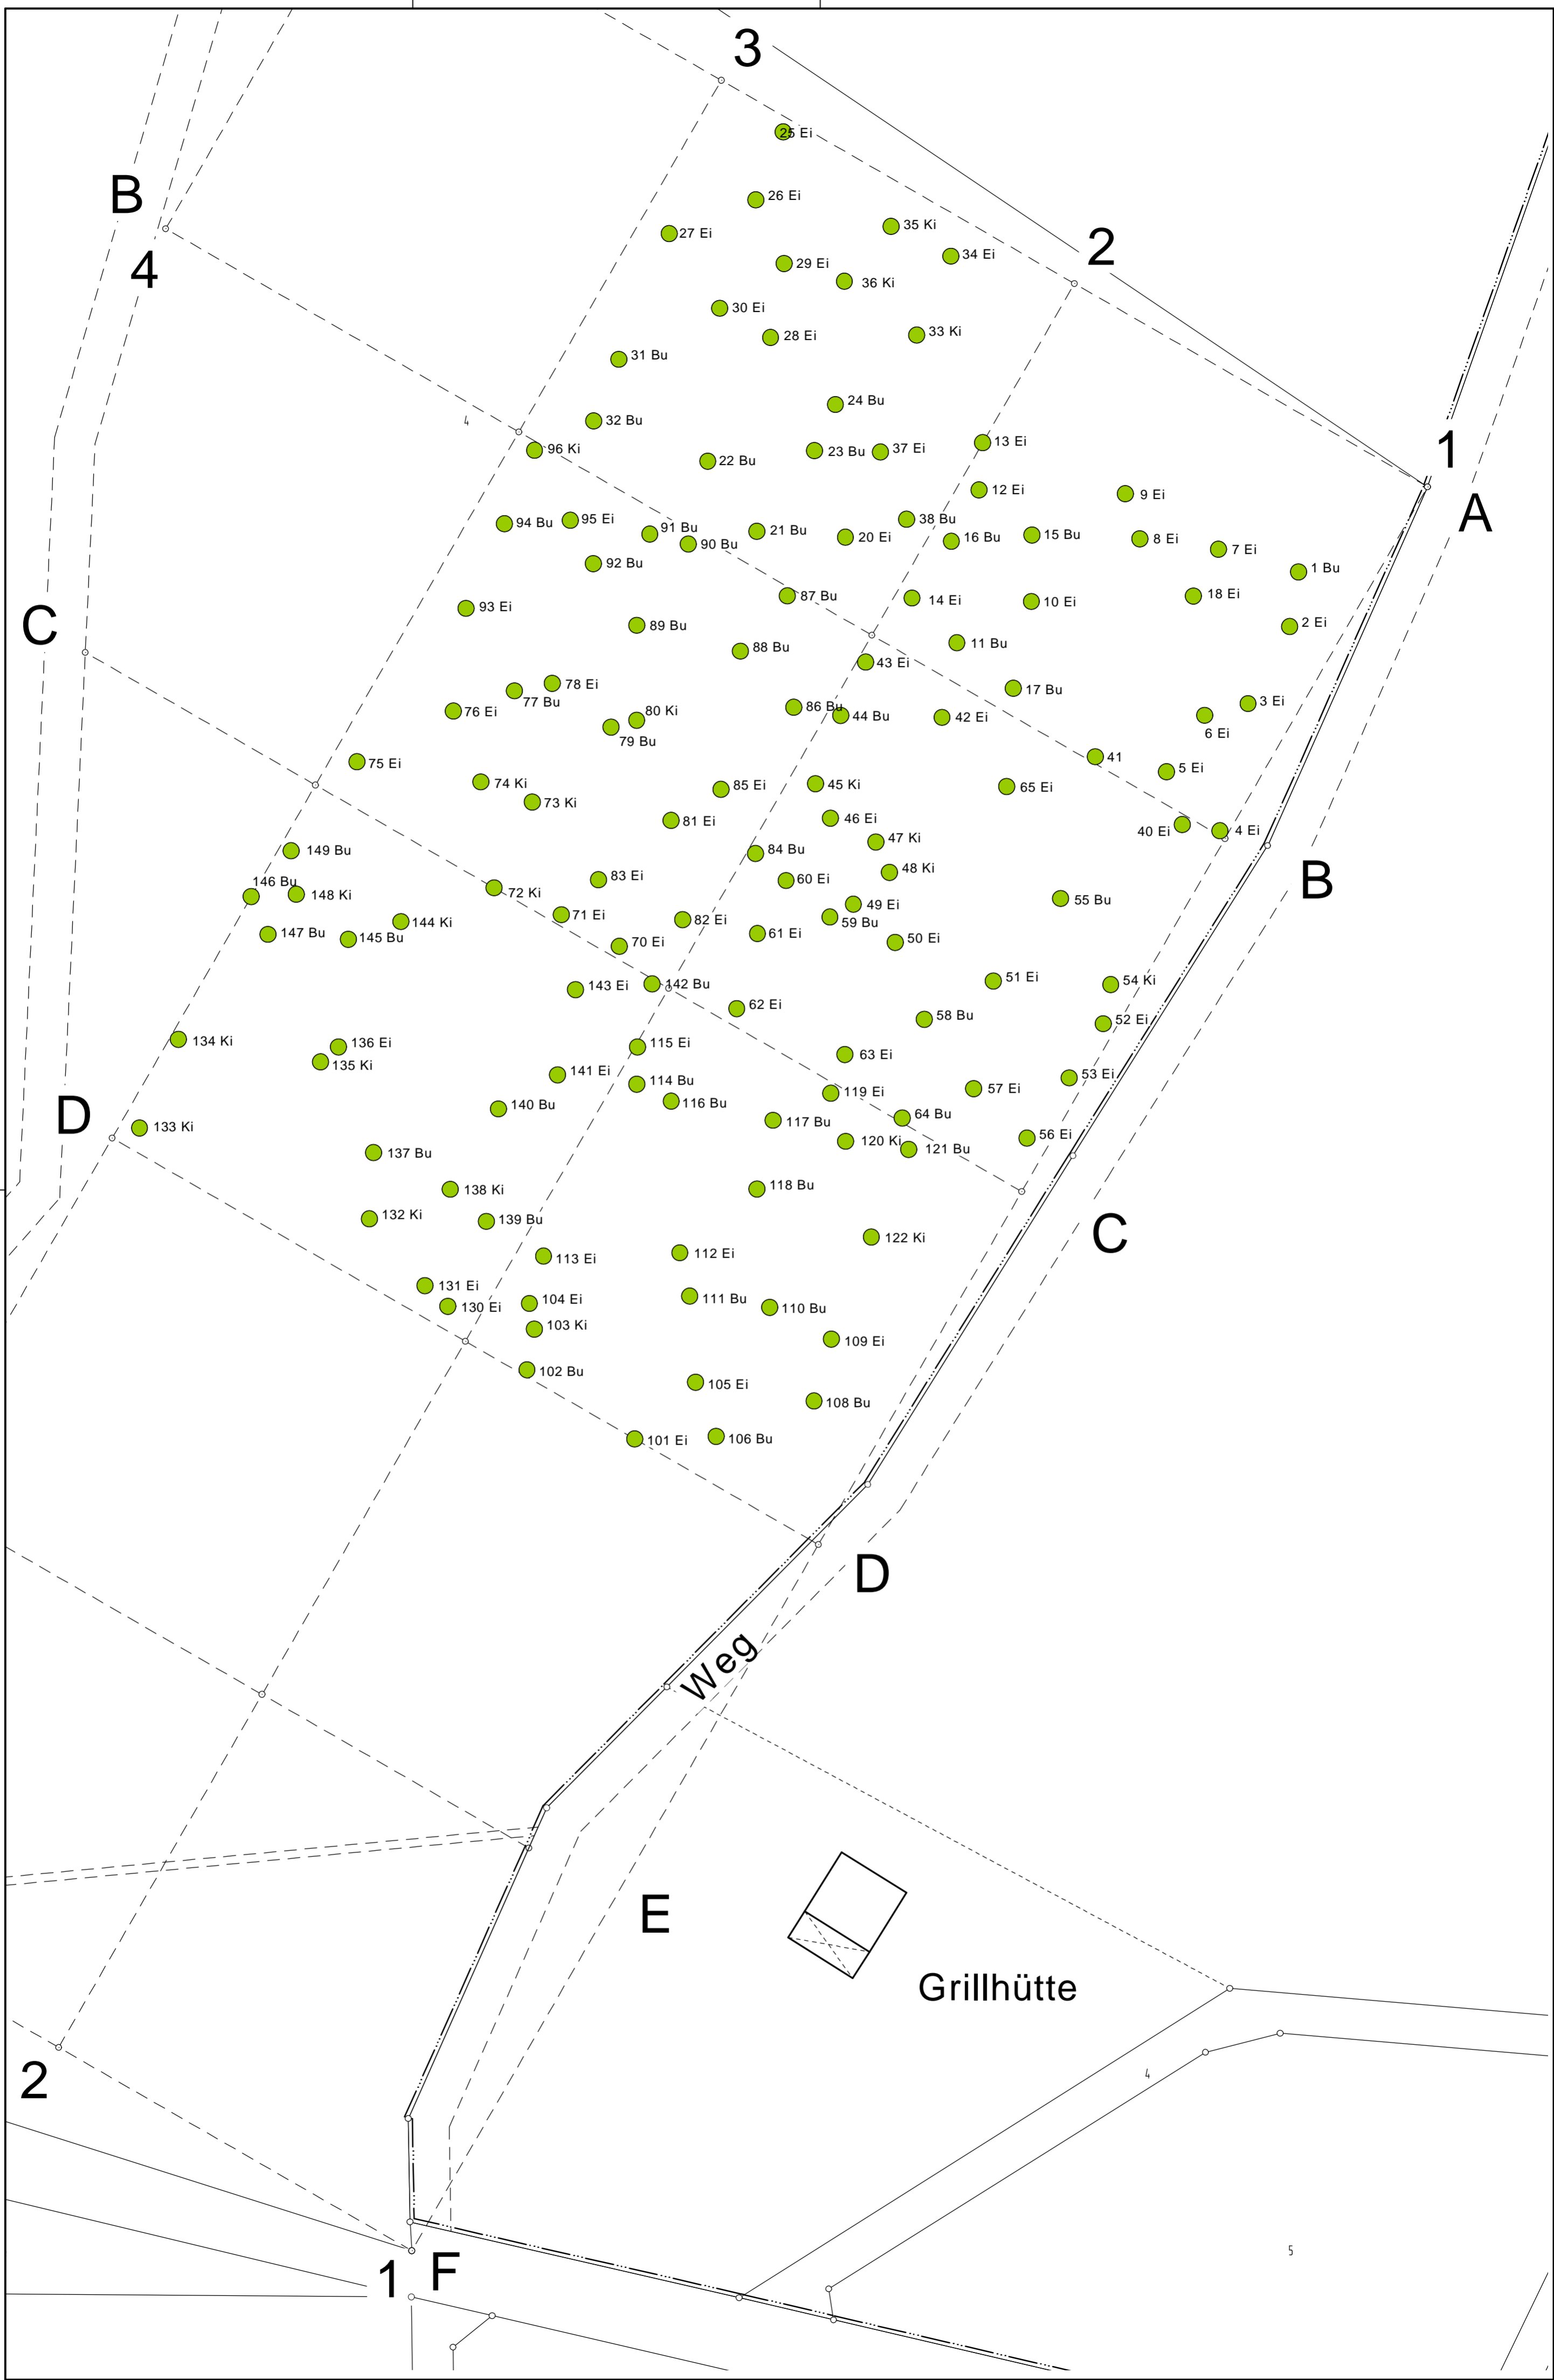 3
25 Ei
B
26 Ei
35 Ki
27 Ei
2
34 Ei
4
29 Ei
36 Ki
30 Ei
33 Ki
28 Ei
31 Bu
24 Bu
32 Bu
4
13 Ei
1
96 Ki
23 Bu
37 Ei
22 Bu
12 Ei
9 Ei
A
94 Bu
95 Ei
38 Bu
91 Bu
21 Bu
20 Ei
16 Bu
15 Bu
8 Ei
90 Bu
7 Ei
92 Bu
1 Bu
87 Bu
14 Ei
10 Ei
18 Ei
93 Ei
C
89 Bu
2 Ei
88 Bu
11 Bu
43 Ei
78 Ei
77 Bu
17 Bu
3 Ei
76 Ei
80 Ki
86 Bu
44 Bu
42 Ei
6 Ei
79 Bu
75 Ei
41
5 Ei
74 Ki
73 Ki
85 Ei
45 Ki
65 Ei
81 Ei
46 Ei
40 Ei
4 Ei
149 Bu
84 Bu
47 Ki
146 Bu
148 Ki
72 Ki
83 Ei
60 Ei
48 Ki
B
55 Bu
147 Bu
145 Bu
144 Ki
71 Ei
82 Ei
49 Ei
59 Bu
70 Ei
61 Ei
50 Ei
143 Ei
142 Bu
51 Ei
54 Ki
62 Ei
58 Bu
52 Ei
134 Ki
136 Ei
135 Ki
115 Ei
63 Ei
141 Ei
114 Bu
119 Ei
57 Ei
53 Ei
D
140 Bu
116 Bu
64 Bu
133 Ki
117 Bu
120 Ki
121 Bu
56 Ei
137 Bu
138 Ki
118 Bu
132 Ki
139 Bu
122 Ki
C
113 Ei
112 Ei
131 Ei
130 Ei
104 Ei
111 Bu
110 Bu
103 Ki
109 Ei
102 Bu
105 Ei
108 Bu
101 Ei
106 Bu
D
Weg
E
Grillhütte
2
4
5
1 F